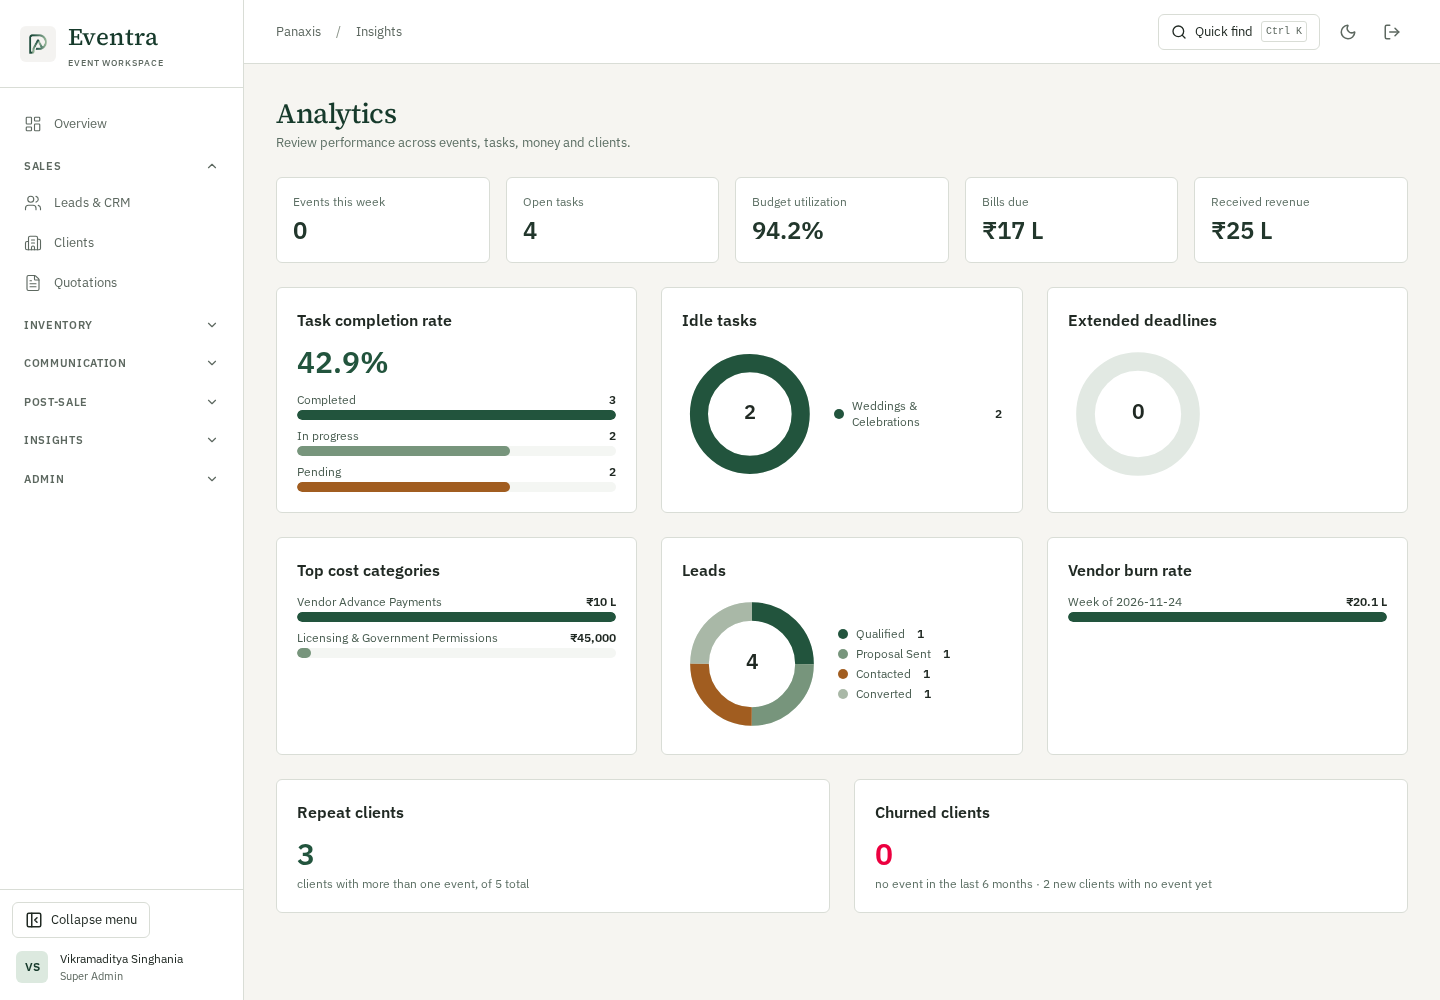 Eventra
EVENT WORKSPACE
Overview
SALES
Leads & CRM
Clients
Quotations
INVENTORY
COMMUNICATION
POST-SALE
INSIGHTS
ADMIN
Collapse menu
VS
Vikramaditya Singhania
Super Admin
Panaxis / Insights
Quick find Ctrl K
Analytics
Review performance across events, tasks, money and clients.
Events this week
0
Open tasks
4
Budget utilization
94.2%
Bills due
₹17 L
Received revenue
₹25 L
Task completion rate
42.9%
Completed 3
In progress 2
Pending 2
Idle tasks
2
Weddings &
Celebrations
2
Extended deadlines
0
Top cost categories
Vendor Advance Payments ₹10 L
Licensing & Government Permissions ₹45,000
Leads
4
Qualified 1
Proposal Sent 1
Contacted 1
Converted 1
Vendor burn rate
Week of 2026-11-24 ₹20.1 L
Repeat clients
3
clients with more than one event, of 5 total
Churned clients
0
no event in the last 6 months · 2 new clients with no event yet